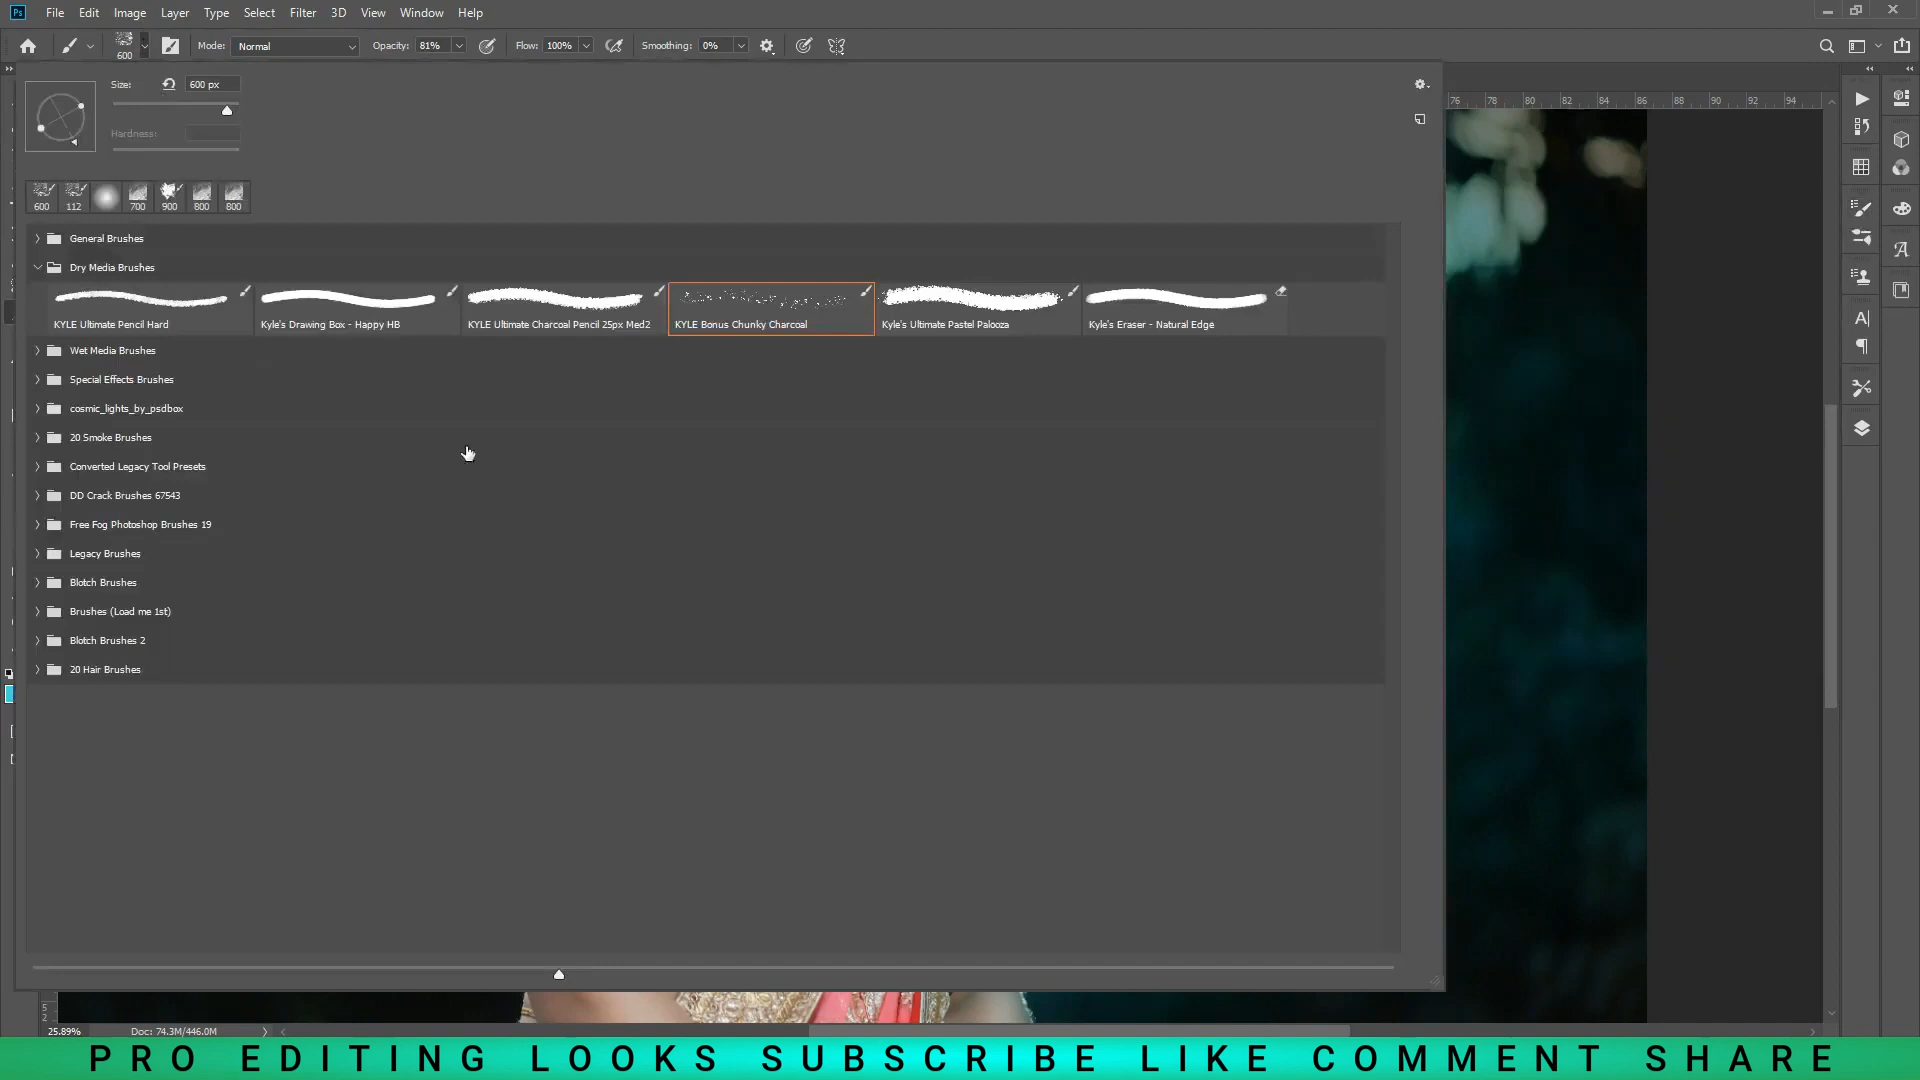 Ps File Edit Image Layer Type Select Filter 3D View Window Help
600 Mode: Normal Opacity: 81% Flow: 100% Smoothing: 0%
Size: 600 px
Hardness:
76 78 80 82 84 86 88 90 92 94
600 112 700 900 800 800
General Brushes
Dry Media Brushes
KYLE Ultimate Pencil Hard Kyle's Drawing Box - Happy HB KYLE Ultimate Charcoal Pencil 25px Med2 KYLE Bonus Chunky Charcoal Kyle's Ultimate Pastel Palooza Kyle's Eraser - Natural Edge
Wet Media Brushes
Special Effects Brushes
cosmic_lights_by_psdbox
20 Smoke Brushes
Converted Legacy Tool Presets
DD Crack Brushes 67543
Free Fog Photoshop Brushes 19
Legacy Brushes
Blotch Brushes
Brushes (Load me 1st)
Blotch Brushes 2
20 Hair Brushes
5
2
25.89% Doc: 74.3M/446.0M
PRO EDITING LOOKS SUBSCRIBE LIKE COMMENT SHARE